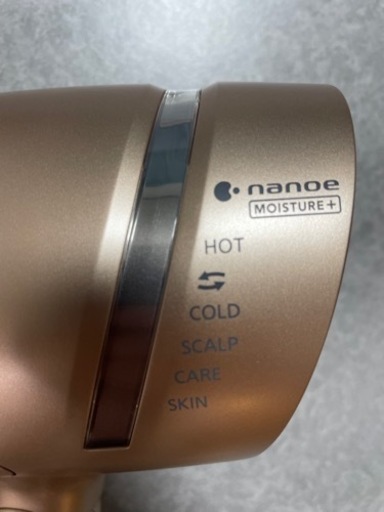 nanoe
MOISTURE+
HOT
COLD
SCALP
CARE
SKIN